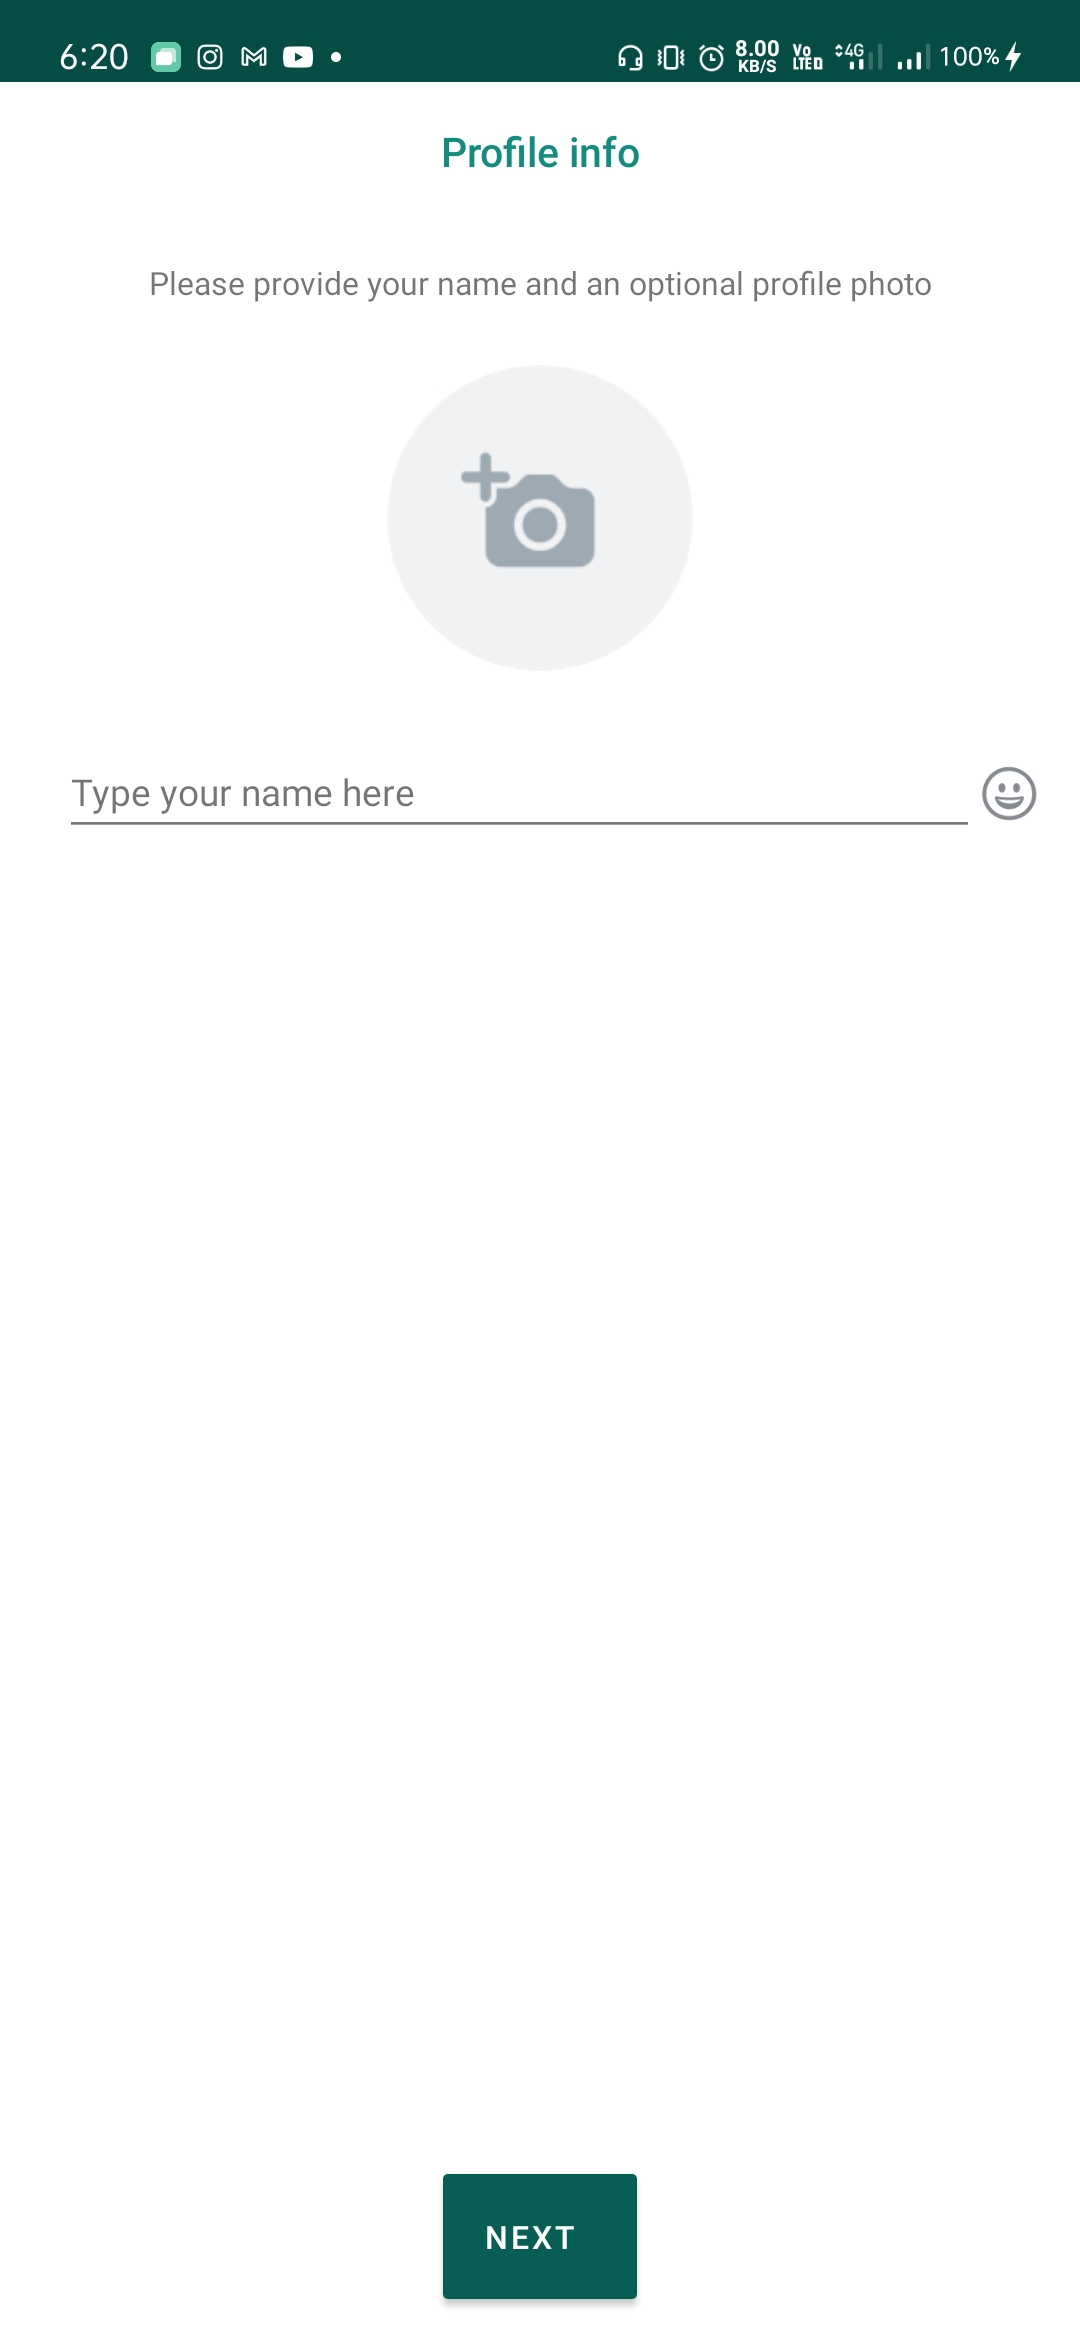 6:20 8.00 KB/S Vo LTE 4G 100%
Profile info
Please provide your name and an optional profile photo
Type your name here
NEXT